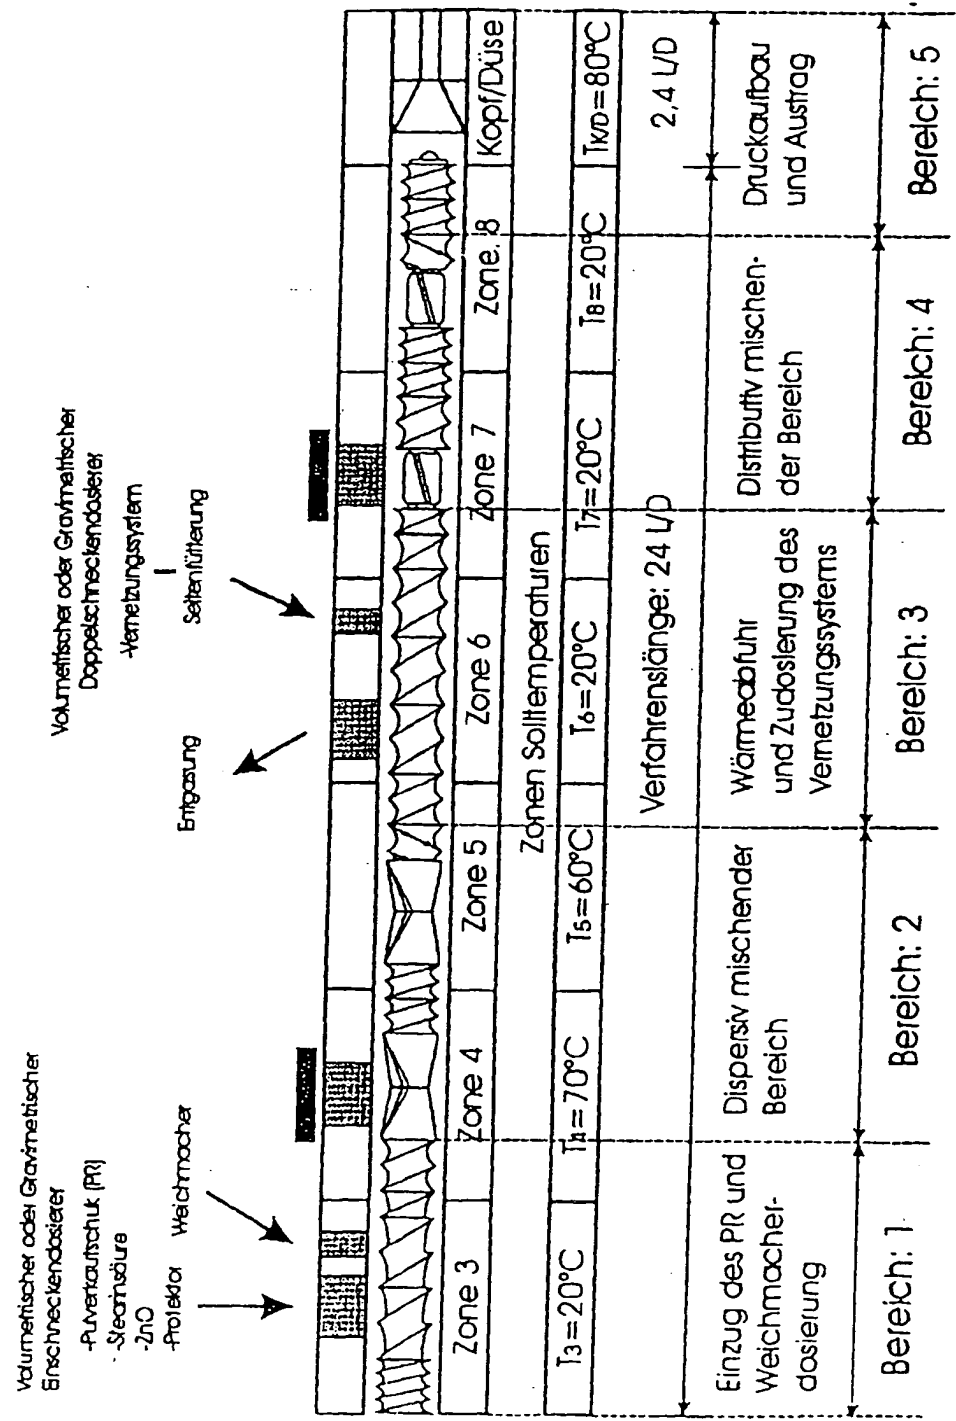 Volumetrischer oder Gravimetrischer
Einschneckendosierer
-Pulverkautschuk (PR)
-Stearinsäure
-ZnO
-Protektor
Weichmacher
Entgasung
Volumetrischer oder Gravimetrischer
Doppelschneckendosierer
-Vernetzungssystem
Seitenfütterung
Zone 3
Zone 4
Zone 5
Zone 6
Zone 7
Zone. 8
Kopf/Düse
Zonen Solltemperaturen
T3=20°C
T4=70°C
T5=60°C
T6=20°C
T7=20°C
T8=20°C
TK/D=80°C
Verfahrenslänge: 24 L/D
2,4 L/D
Einzug des PR und
Weichmacher-
dosierung
Dispersiv mischender
Bereich
Wärmeabfuhr
und Zudosierung des
Vernetzungssystems
Distributiv mischen-
der Bereich
Druckaufbau
und Austrag
Bereich: 1
Bereich: 2
Bereich: 3
Bereich: 4
Bereich: 5